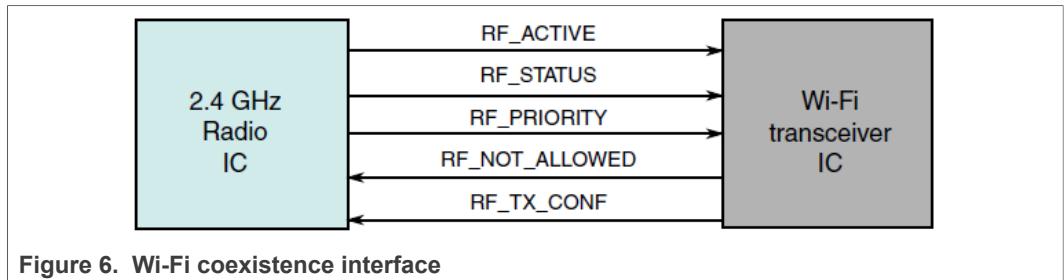 2.4 GHz
Radio
IC
RF_ACTIVE
RF_STATUS
RF_PRIORITY
RF_NOT_ALLOWED
RF_TX_CONF
Wi-Fi
transceiver
IC
Figure 6. Wi-Fi coexistence interface